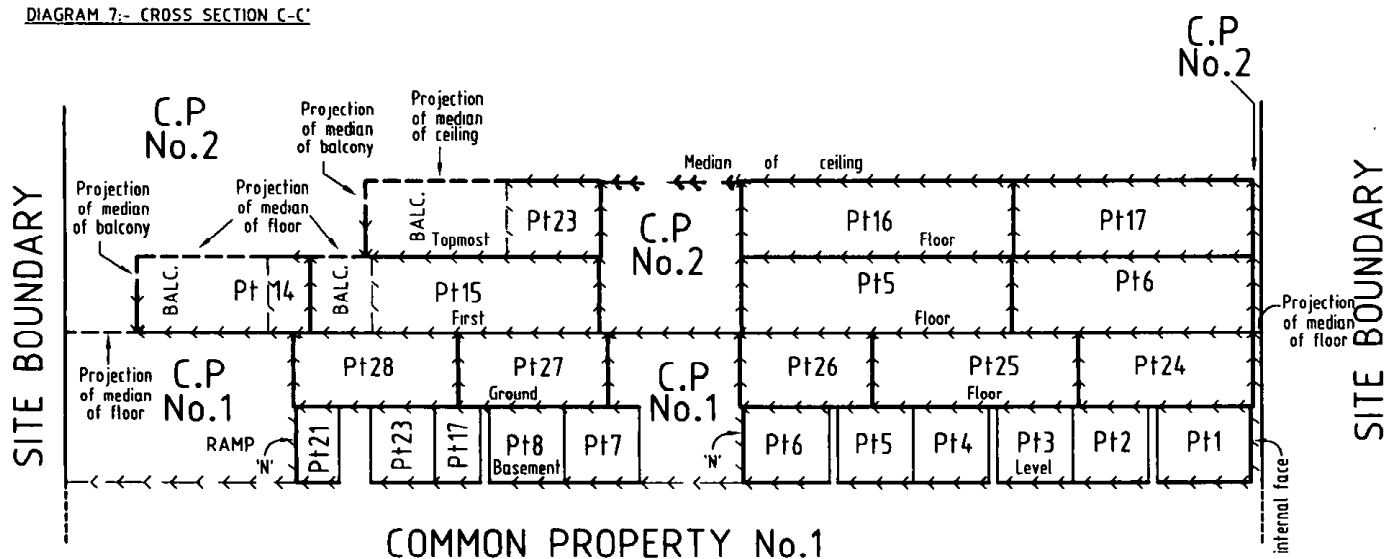 DIAGRAM 7:- CROSS SECTION C-C'
C.P
No.2
C.P
No.2
Projection
of median
of balcony
Projection
of median
of ceiling
Median of ceiling
Projection
of median
of balcony
Projection
of median
of floor
SITE BOUNDARY
SITE BOUNDARY
BALC.
Pt23
Topmost
C.P
No.2
Pt16
Floor
Pt17
BALC.
Pt 14
BALC.
Pt15
First
Pt5
Floor
Pt6
Projection
of median
of floor
Projection
of median
of floor
C.P
No.1
Pt28
Pt27
Ground
C.P
No.1
Pt26
Pt25
Floor
Pt24
RAMP
'N'
Pt21
Pt23
Pt17
Pt8
Basement
Pt7
'N'
Pt6
Pt5
Pt4
Pt3
Level
Pt2
Pt1
internal face
COMMON PROPERTY No.1